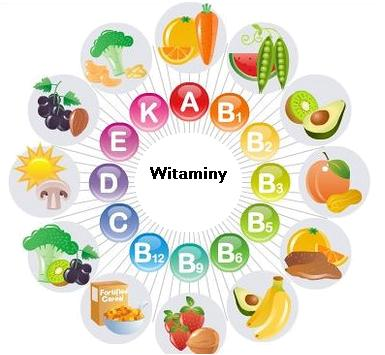 K
A
B1
E
B2
D
Witaminy
B3
C
B5
B12
B9
B6
Fortified
Cereal